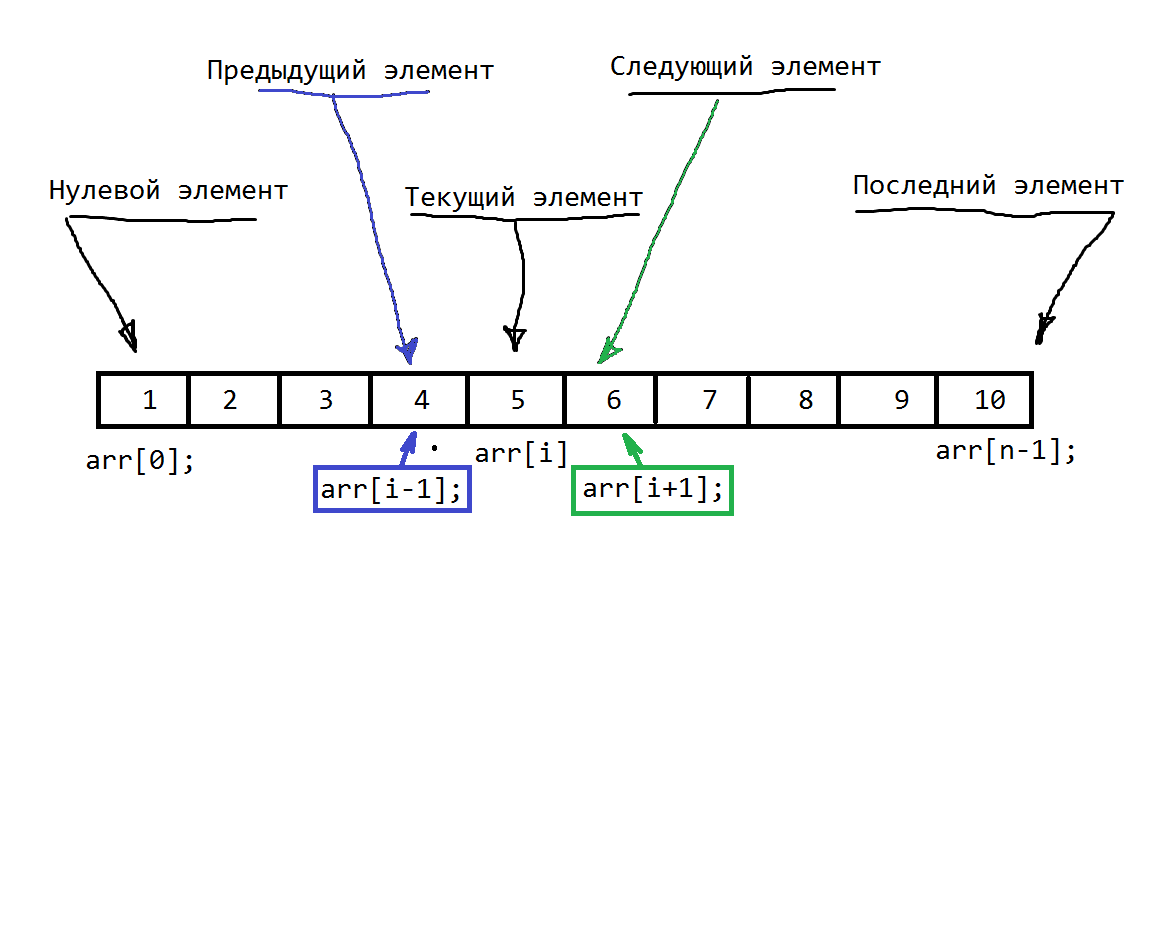 Предыдущий элемент
Следующий элемент
Нулевой элемент
Текущий элемент
Последний элемент
1 2 3 4 5 6 7 8 9 10
arr[0];
arr[i]
arr[n-1];
arr[i-1];
arr[i+1];